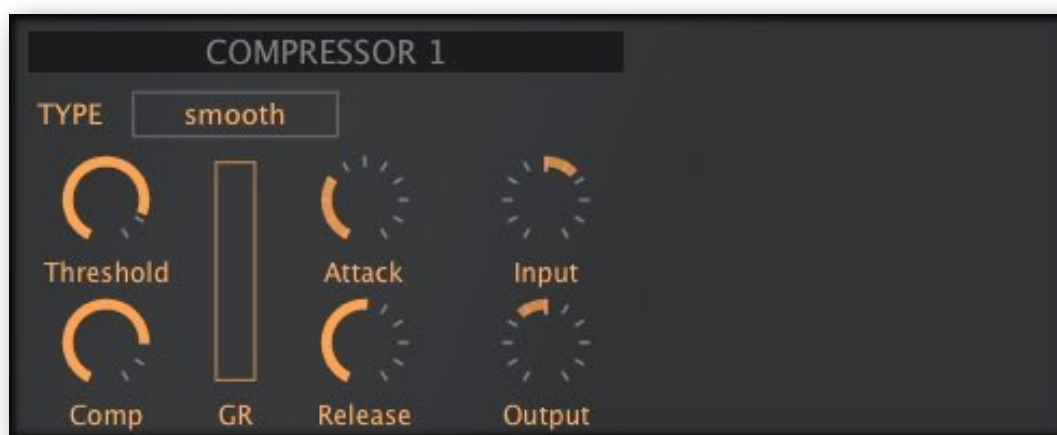 COMPRESSOR 1
TYPE smooth
Threshold Attack Input
Comp GR Release Output